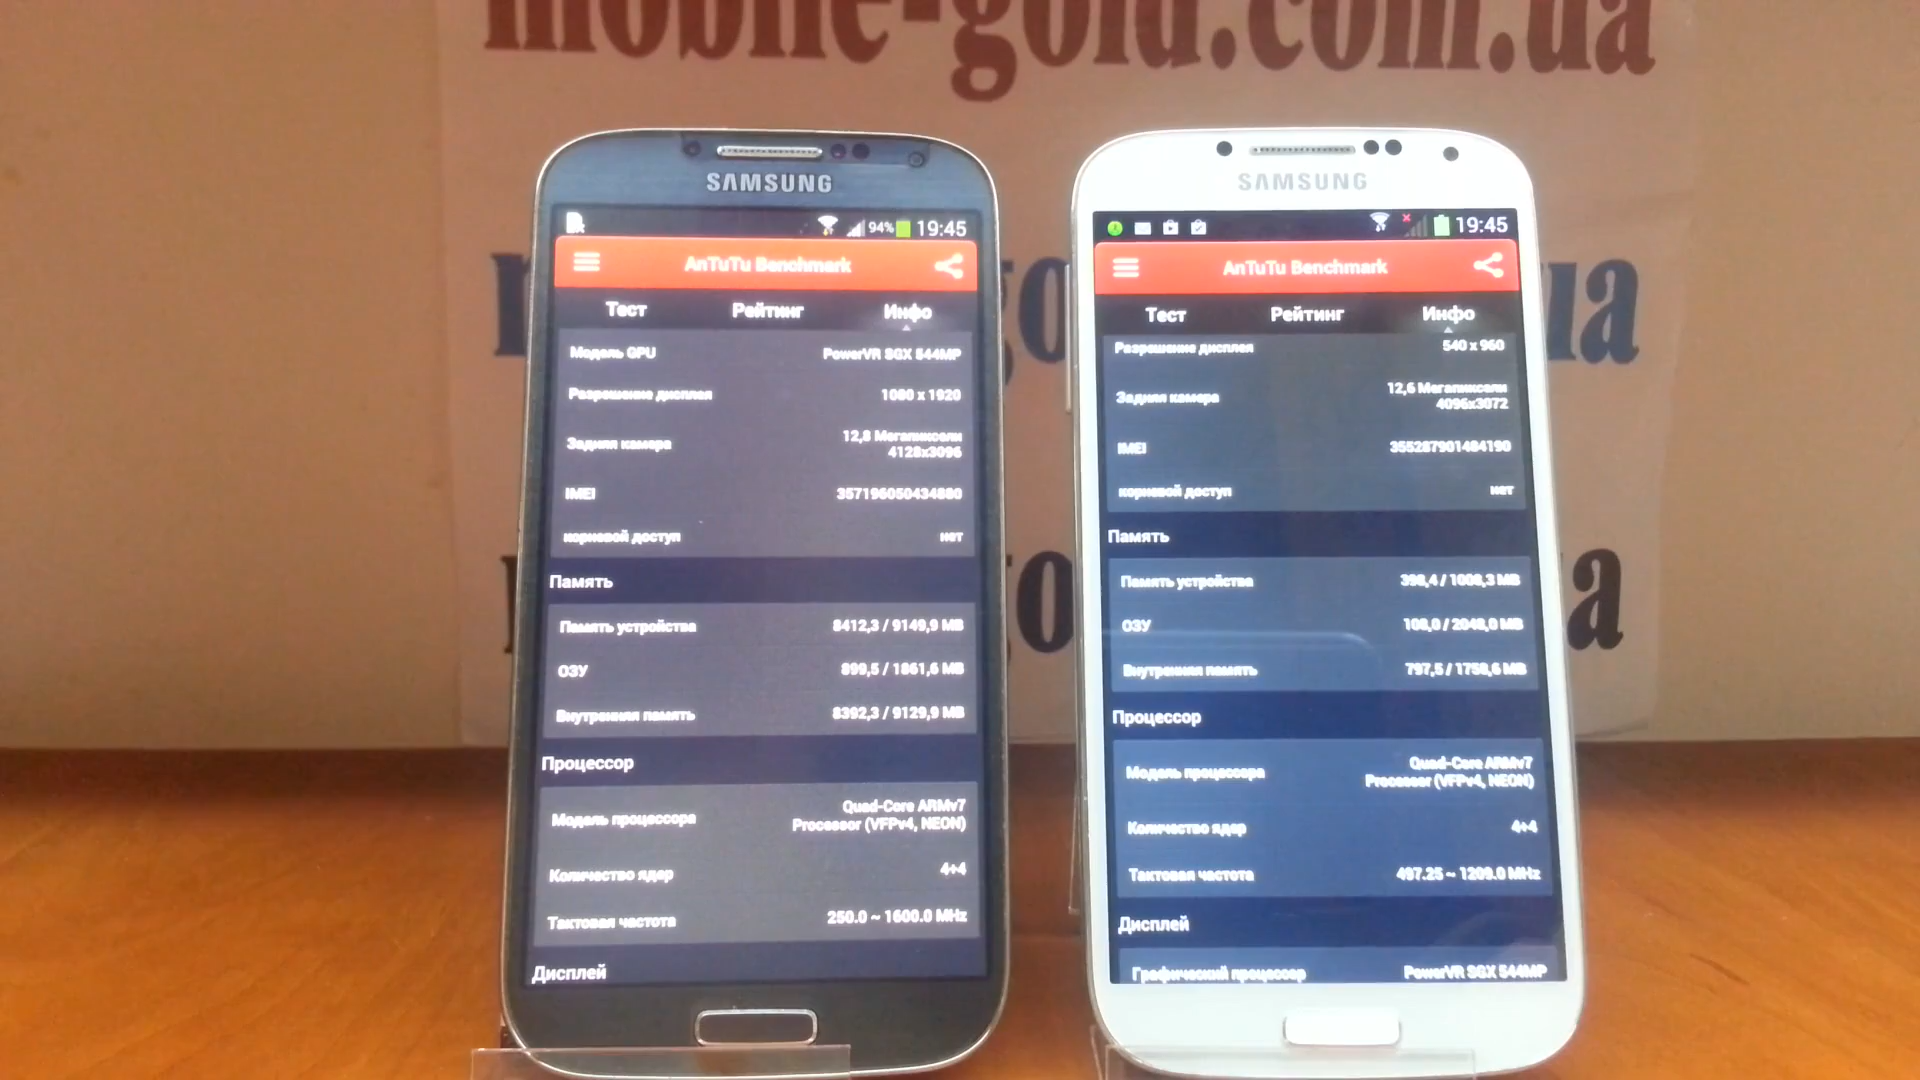 mobile-gold.com.ua
SAMSUNG
94% 19:45
AnTuTu Benchmark
Тест Рейтинг Инфо
Модель GPU PowerVR SGX 544MP
Разрешение дисплея 1080 x 1920
Задняя камера 12,8 Мегапиксели
4128x3096
IMEI 357196050434880
корневой доступ нет
Память
Память устройства 8412,3 / 9149,9 MB
ОЗУ 899,5 / 1861,6 MB
Внутренняя память 8392,3 / 9129,9 MB
Процессор
Модель процессора Quad-Core ARMv7
Processor (VFPv4, NEON)
Количество ядер 4+4
Тактовая частота 250.0 ~ 1600.0 MHz
Дисплей
SAMSUNG
19:45
AnTuTu Benchmark
Тест Рейтинг Инфо
Разрешение дисплея 540 x 960
Задняя камера 12,6 Мегапиксели
4096x3072
IMEI 355287901484190
корневой доступ нет
Память
Память устройства 398,4 / 1008,3 MB
ОЗУ 108,0 / 2048,0 MB
Внутренняя память 797,5 / 1758,6 MB
Процессор
Модель процессора Quad-Core ARMv7
Processor (VFPv4, NEON)
Количество ядер 4+4
Тактовая частота 497.25 ~ 1209.0 MHz
Дисплей
Графический процессор PowerVR SGX 544MP